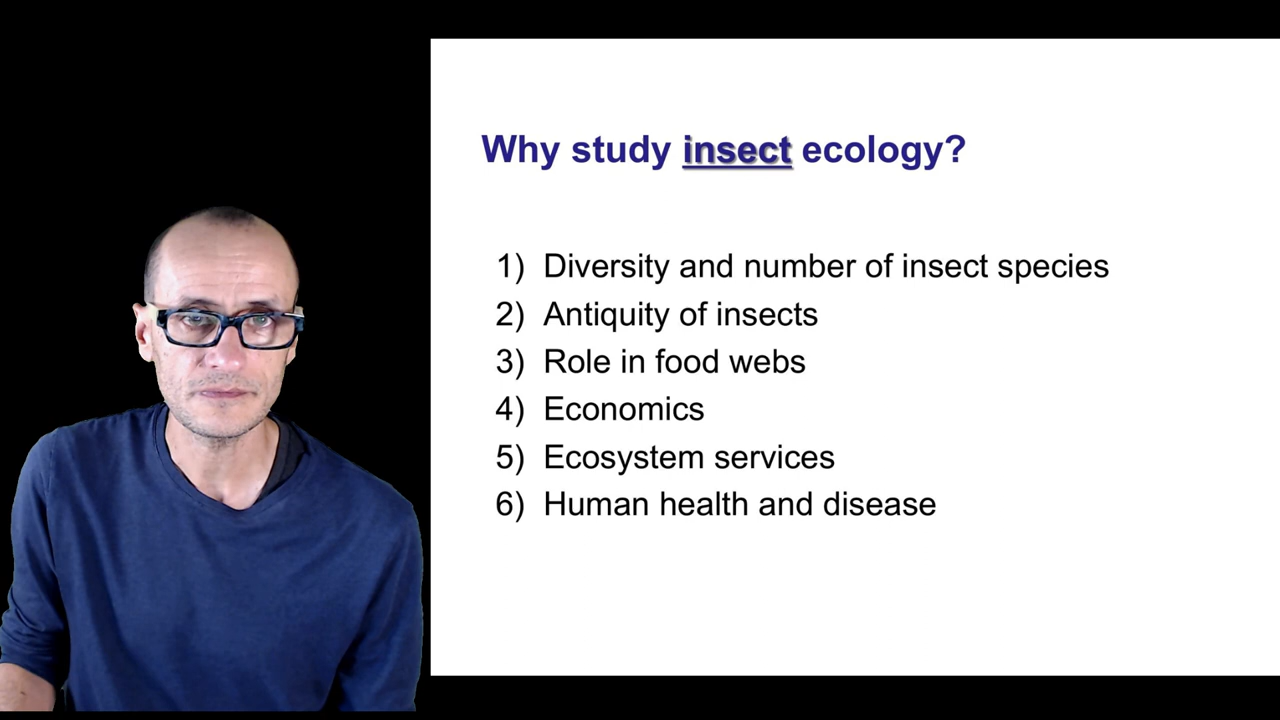 Why study insect ecology?
1) Diversity and number of insect species
2) Antiquity of insects
3) Role in food webs
4) Economics
5) Ecosystem services
6) Human health and disease